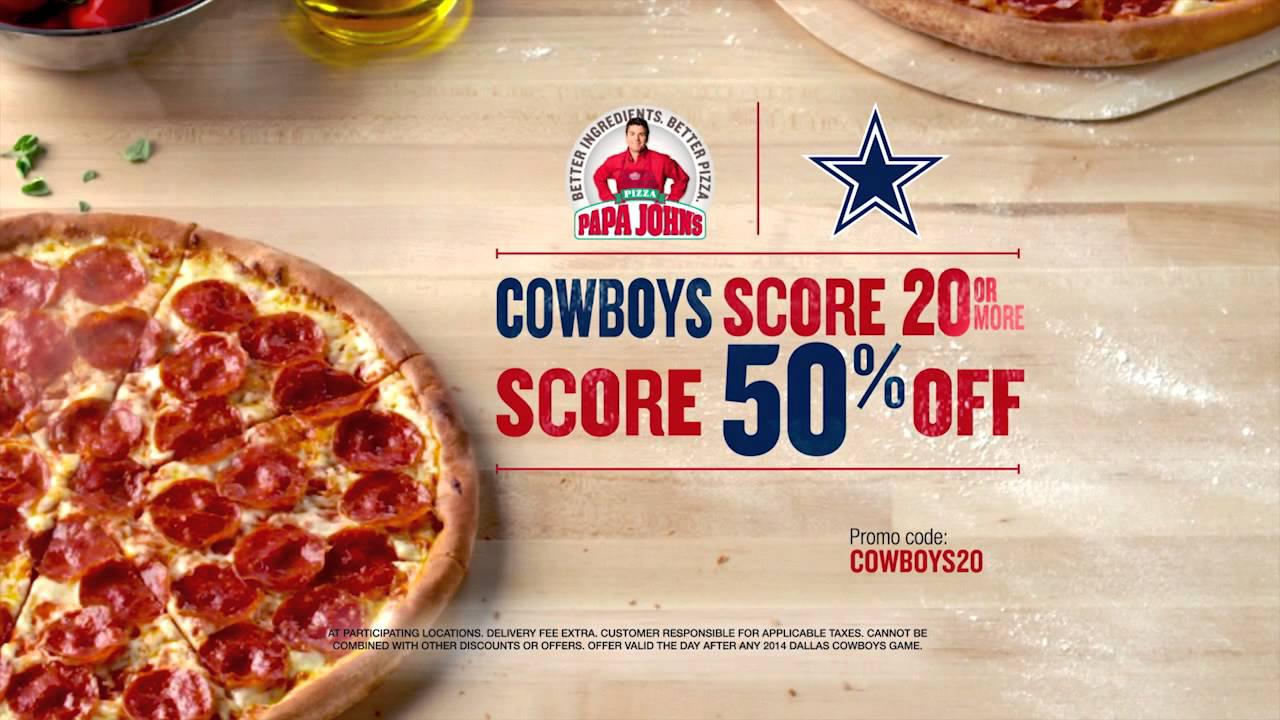 BETTER INGREDIENTS. BETTER PIZZA.
PIZZA
PAPA JOHN'S
COWBOYS SCORE 20 OR MORE
SCORE 50% OFF
Promo code:
COWBOYS20
AT PARTICIPATING LOCATIONS. DELIVERY FEE EXTRA. CUSTOMER RESPONSIBLE FOR APPLICABLE TAXES. CANNOT BE
COMBINED WITH OTHER DISCOUNTS OR OFFERS. OFFER VALID THE DAY AFTER ANY 2014 DALLAS COWBOYS GAME.